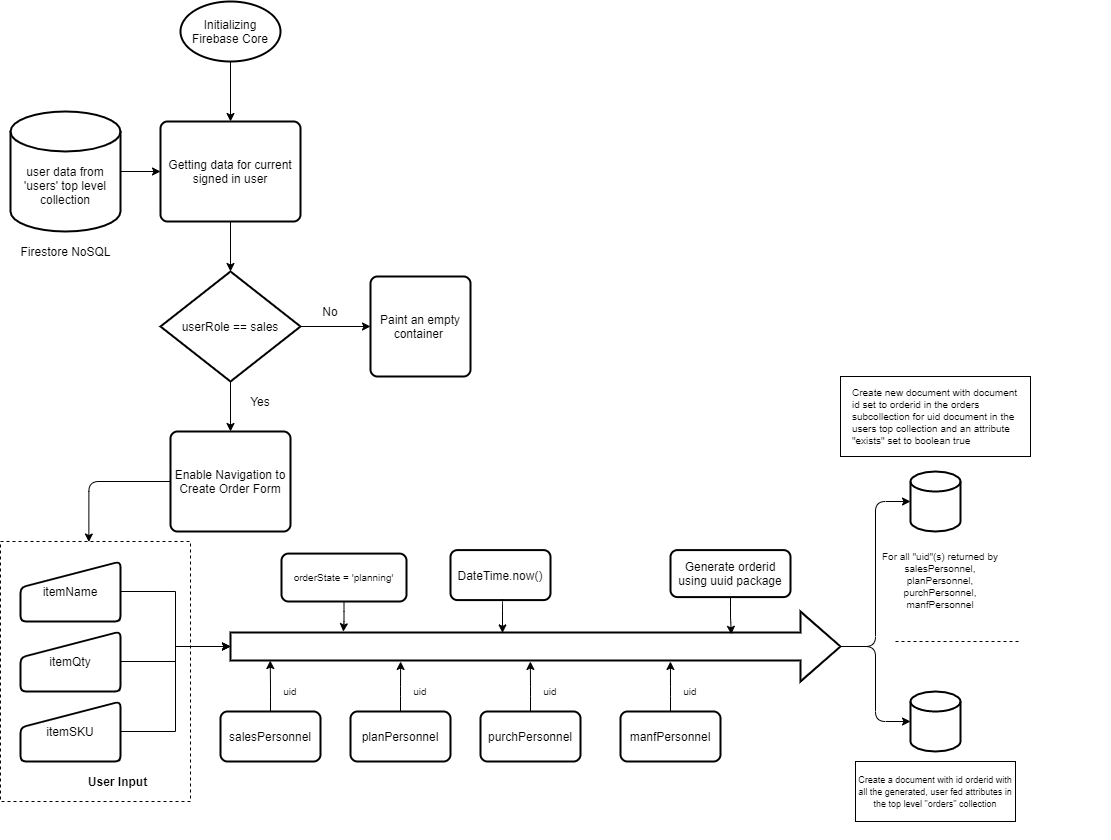 Initializing
Firebase Core
user data from
'users' top level
collection
Firestore NoSQL
Getting data for current
signed in user
userRole == sales
No
Paint an empty
container
Yes
Enable Navigation to
Create Order Form
itemName
itemQty
itemSKU
User Input
orderState = 'planning'
DateTime.now()
Generate orderid
using uuid package
uid
uid
uid
uid
salesPersonnel
planPersonnel
purchPersonnel
manfPersonnel
Create new document with document
id set to orderid in the orders
subcollection for uid document in the
users top collection and an attribute
"exists" set to boolean true
For all "uid"(s) returned by
salesPersonnel,
planPersonnel,
purchPersonnel,
manfPersonnel
Create a document with id orderid with
all the generated, user fed attributes in
the top level "orders" collection